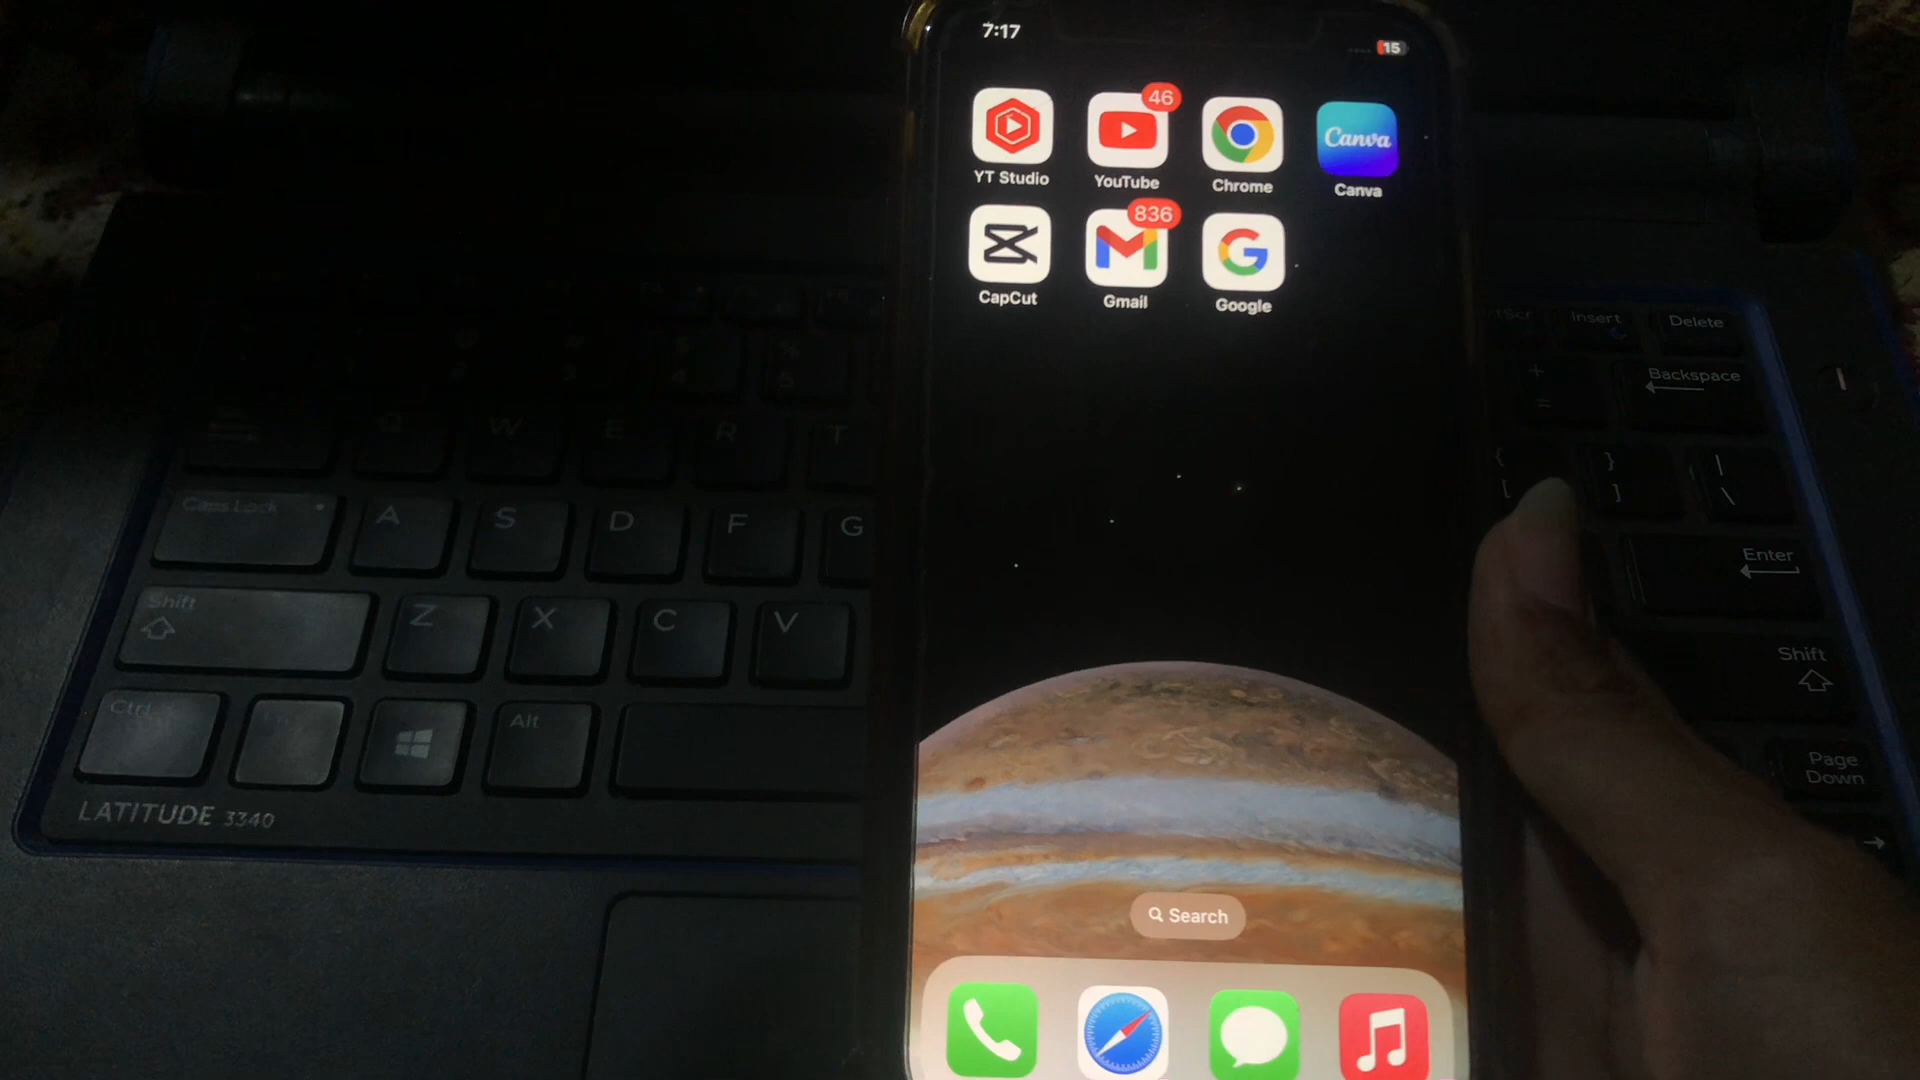 7:17
15
46
Canva
YT Studio
YouTube
Chrome
Canva
836
CapCut
Gmail
Google
Search
Insert
Delete
+
=
Backspace
W
E
R
T
{
[
}
]
|
\
Caps Lock
A
S
D
F
G
Enter
Shift
Z
X
C
V
Shift
Ctrl
Fn
Alt
Page
Down
LATITUDE 3340